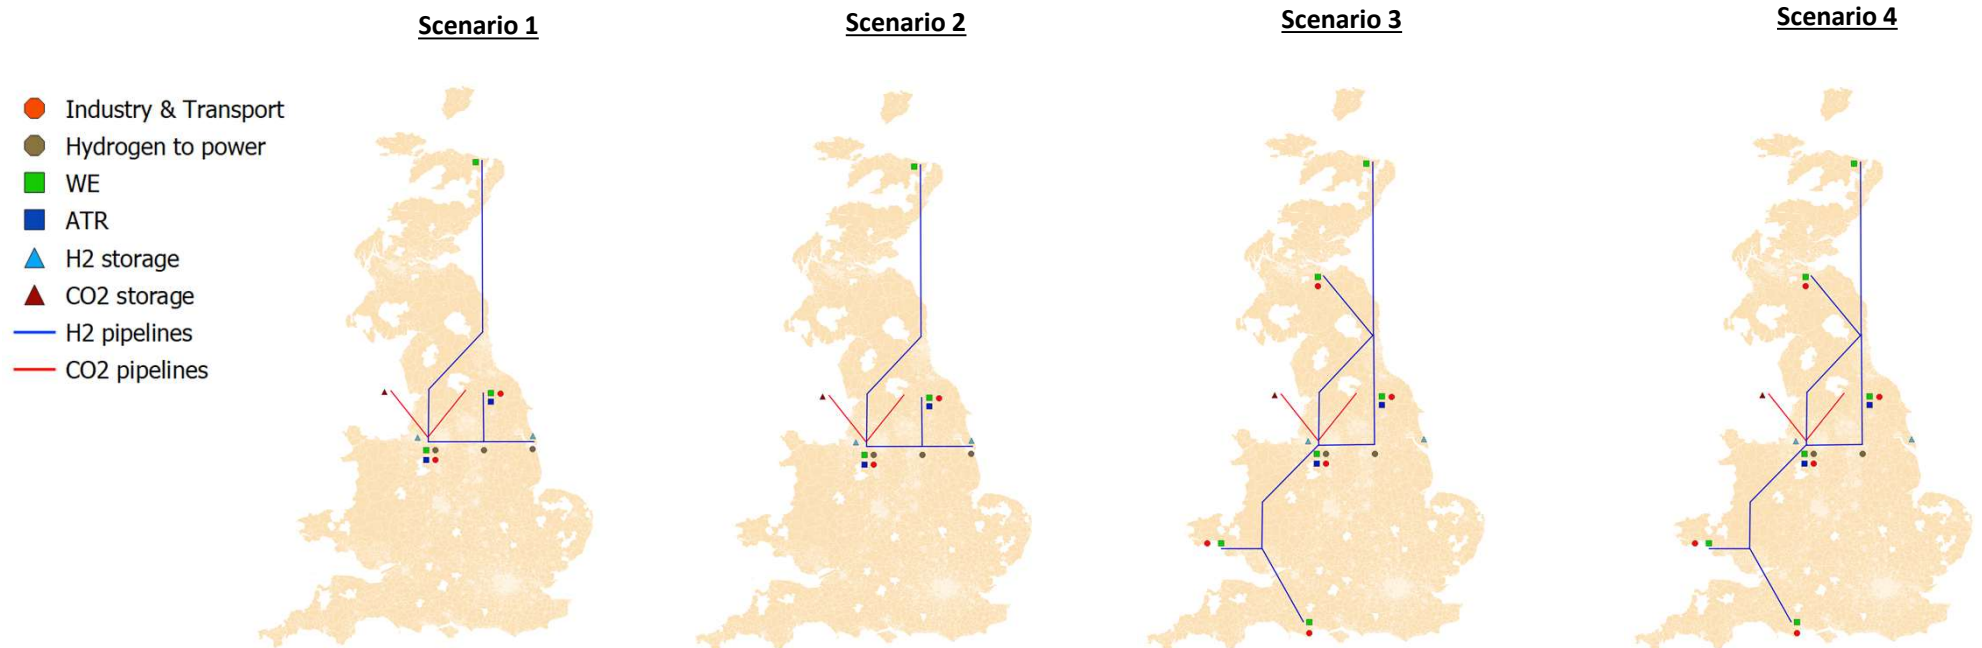 Scenario 1
Scenario 2
Scenario 3
Scenario 4
Industry & Transport
Hydrogen to power
WE
ATR
H2 storage
CO2 storage
H2 pipelines
CO2 pipelines